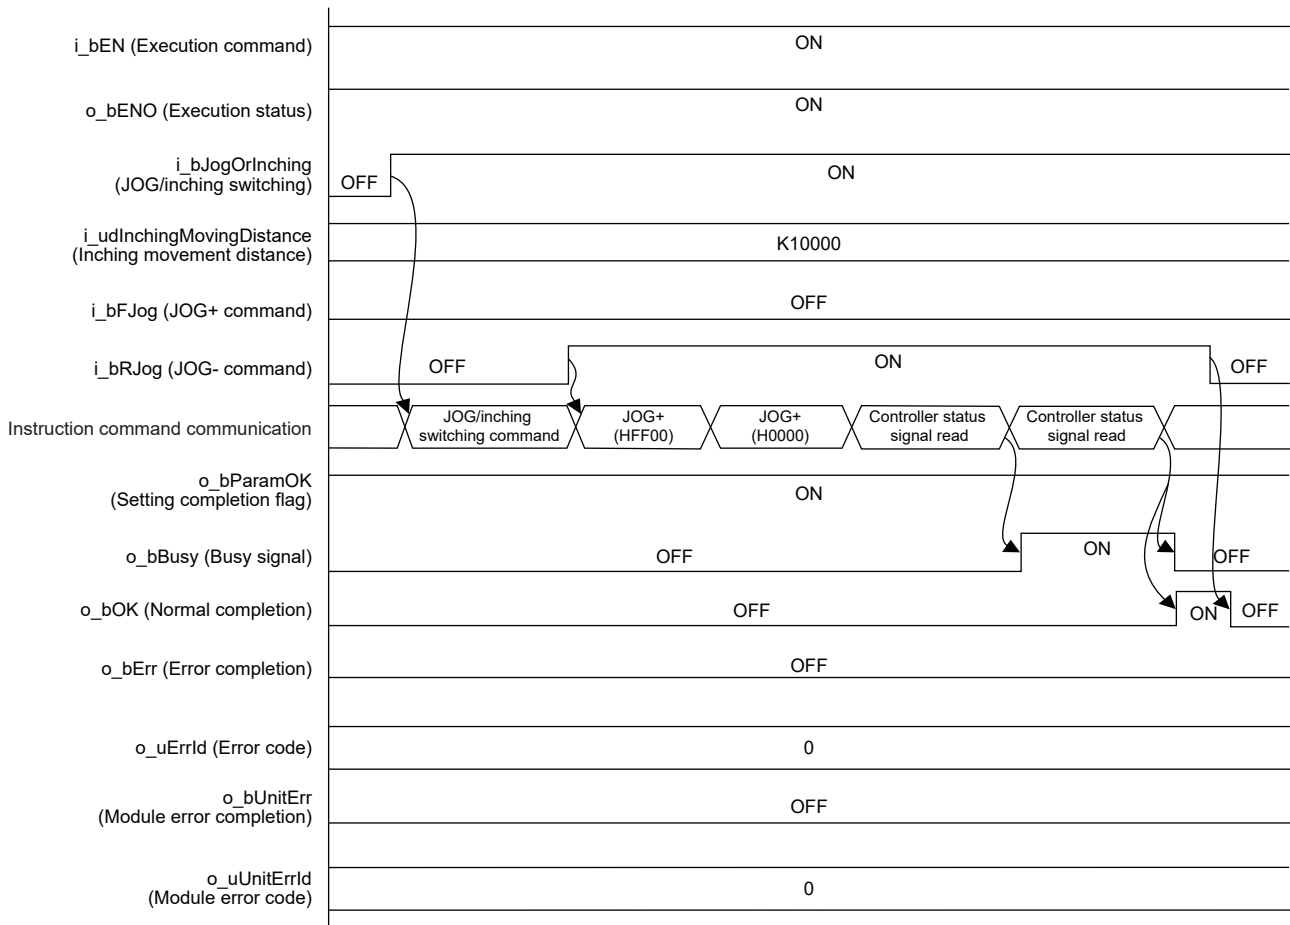 i_bEN (Execution command)
ON
o_bENO (Execution status)
ON
i_bJogOrInching
(JOG/inching switching)
OFF
ON
i_udInchingMovingDistance
(Inching movement distance)
K10000
i_bFJog (JOG+ command)
OFF
i_bRJog (JOG- command)
OFF
ON
OFF
Instruction command communication
JOG/inching
switching command
JOG+
(HFF00)
JOG+
(H0000)
Controller status
signal read
Controller status
signal read
o_bParamOK
(Setting completion flag)
ON
o_bBusy (Busy signal)
OFF
ON
OFF
o_bOK (Normal completion)
OFF
ON
OFF
o_bErr (Error completion)
OFF
o_uErrId (Error code)
0
o_bUnitErr
(Module error completion)
OFF
o_uUnitErrId
(Module error code)
0